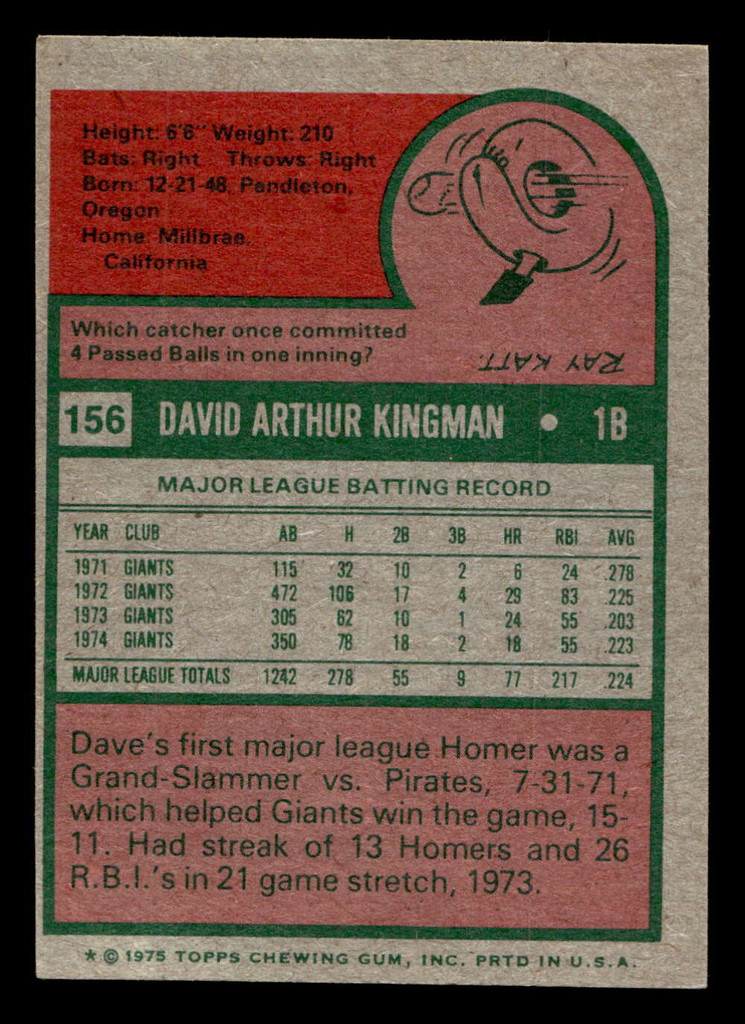 Height: 6'6" Weight: 210
Bats: Right Throws: Right
Born: 12-21-48, Pendleton,
Oregon
Home: Millbrae,
California
Which catcher once committed
4 Passed Balls in one inning?
RAY KATT.
156 DAVID ARTHUR KINGMAN • 1B
MAJOR LEAGUE BATTING RECORD
YEAR CLUB AB H 2B 3B HR RBI AVG
1971 GIANTS 115 32 10 2 6 24 .278
1972 GIANTS 472 106 17 4 29 83 .225
1973 GIANTS 305 62 10 1 24 55 .203
1974 GIANTS 350 78 18 2 18 55 .223
MAJOR LEAGUE TOTALS 1242 278 55 9 77 217 .224
Dave's first major league Homer was a
Grand-Slammer vs. Pirates, 7-31-71,
which helped Giants win the game, 15-
11. Had streak of 13 Homers and 26
R.B.I.'s in 21 game stretch, 1973.
* © 1975 TOPPS CHEWING GUM, INC. PRTD IN U.S.A.